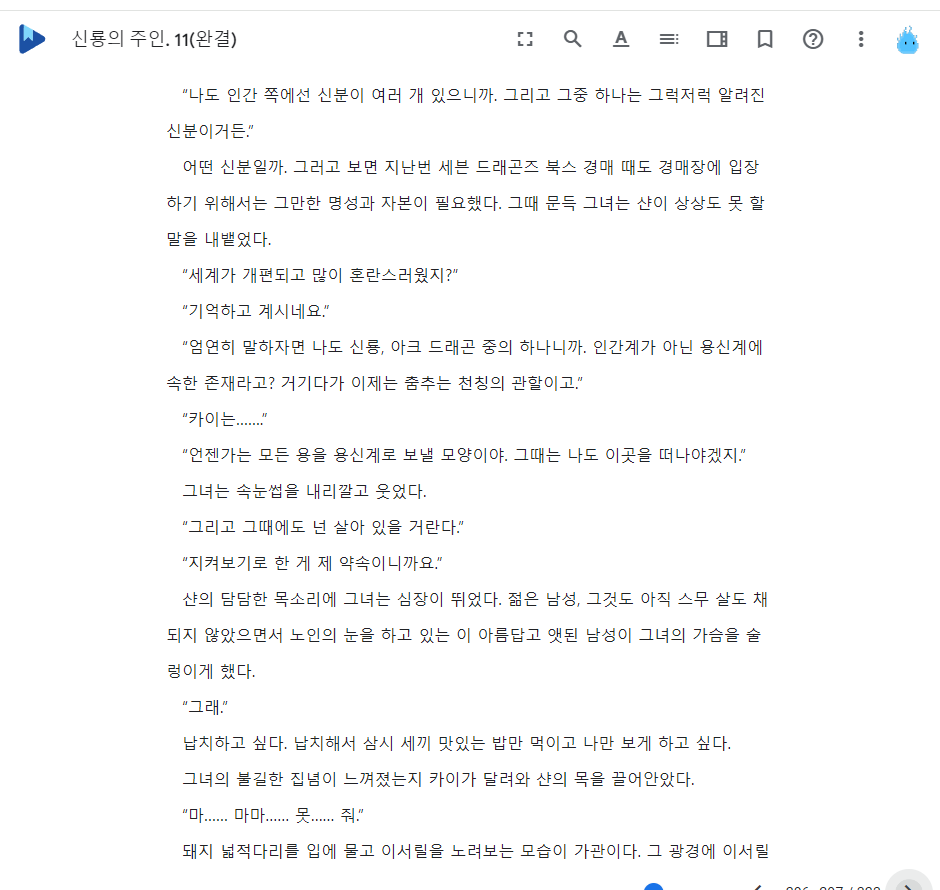 신룡의 주인. 11(완결)
“나도 인간 쪽에선 신분이 여러 개 있으니까. 그리고 그중 하나는 그럭저럭 알려진
신분이거든.”
어떤 신분일까. 그러고 보면 지난번 세븐 드래곤즈 북스 경매 때도 경매장에 입장
하기 위해서는 그만한 명성과 자본이 필요했다. 그때 문득 그녀는 샨이 상상도 못 할
말을 내뱉었다.
“세계가 개편되고 많이 혼란스러웠지?“
“기억하고 계시네요.”
“엄연히 말하자면 나도 신룡, 아크 드래곤 중의 하나니까. 인간계가 아닌 용신계에
속한 존재라고? 거기다가 이제는 춤추는 천칭의 관할이고.”
“카이는…….”
“언젠가는 모든 용을 용신계로 보낼 모양이야. 그때는 나도 이곳을 떠나야겠지.”
그녀는 속눈썹을 내리깔고 웃었다.
“그리고 그때에도 넌 살아 있을 거란다.”
“지켜보기로 한 게 제 약속이니까요.”
샨의 담담한 목소리에 그녀는 심장이 뛰었다. 젊은 남성, 그것도 아직 스무 살도 채
되지 않았으면서 노인의 눈을 하고 있는 이 아름답고 앳된 남성이 그녀의 가슴을 술
렁이게 했다.
“그래.”
납치하고 싶다. 납치해서 삼시 세끼 맛있는 밥만 먹이고 나만 보게 하고 싶다.
그녀의 불길한 집념이 느껴졌는지 카이가 달려와 샨의 목을 끌어안았다.
“마…… 마마…… 못…… 줘.”
돼지 넓적다리를 입에 물고 이서릴을 노려보는 모습이 가관이다. 그 광경에 이서릴